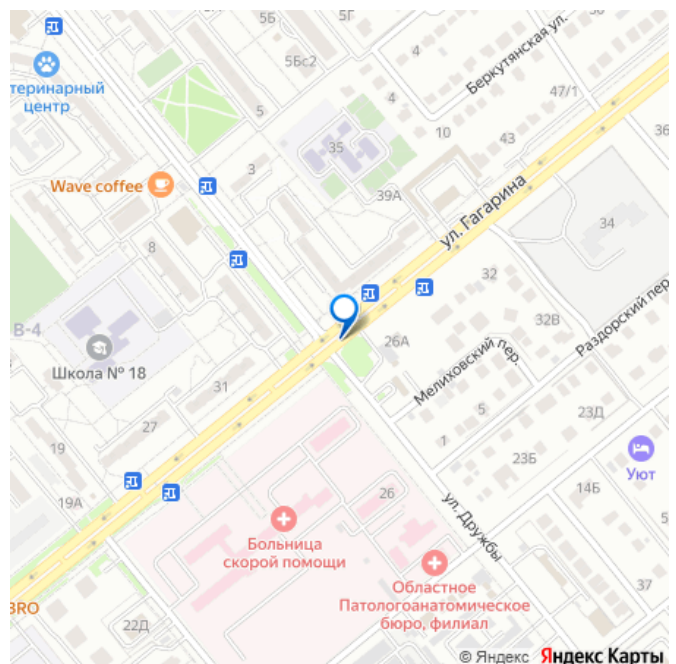 5Б
5Г
5Бс2
4
Беркутянская ул.
теринарный
центр
47/1
5
4
10
43
36
35
3
Wave coffee
39А
ул. Гагарина
34
8
32
В-4
32В
Раздорский пер.
26А
Школа № 18
Мелиховский пер.
31
27
5
23Д
19
1
23Б
Уют
19А
26
14Б
ул. Дружбы
5
Больница
скорой помощи
Областное
Патологоанатомическое
бюро, филиал
37
BRO
22Д
© Яндекс Яндекс Карты